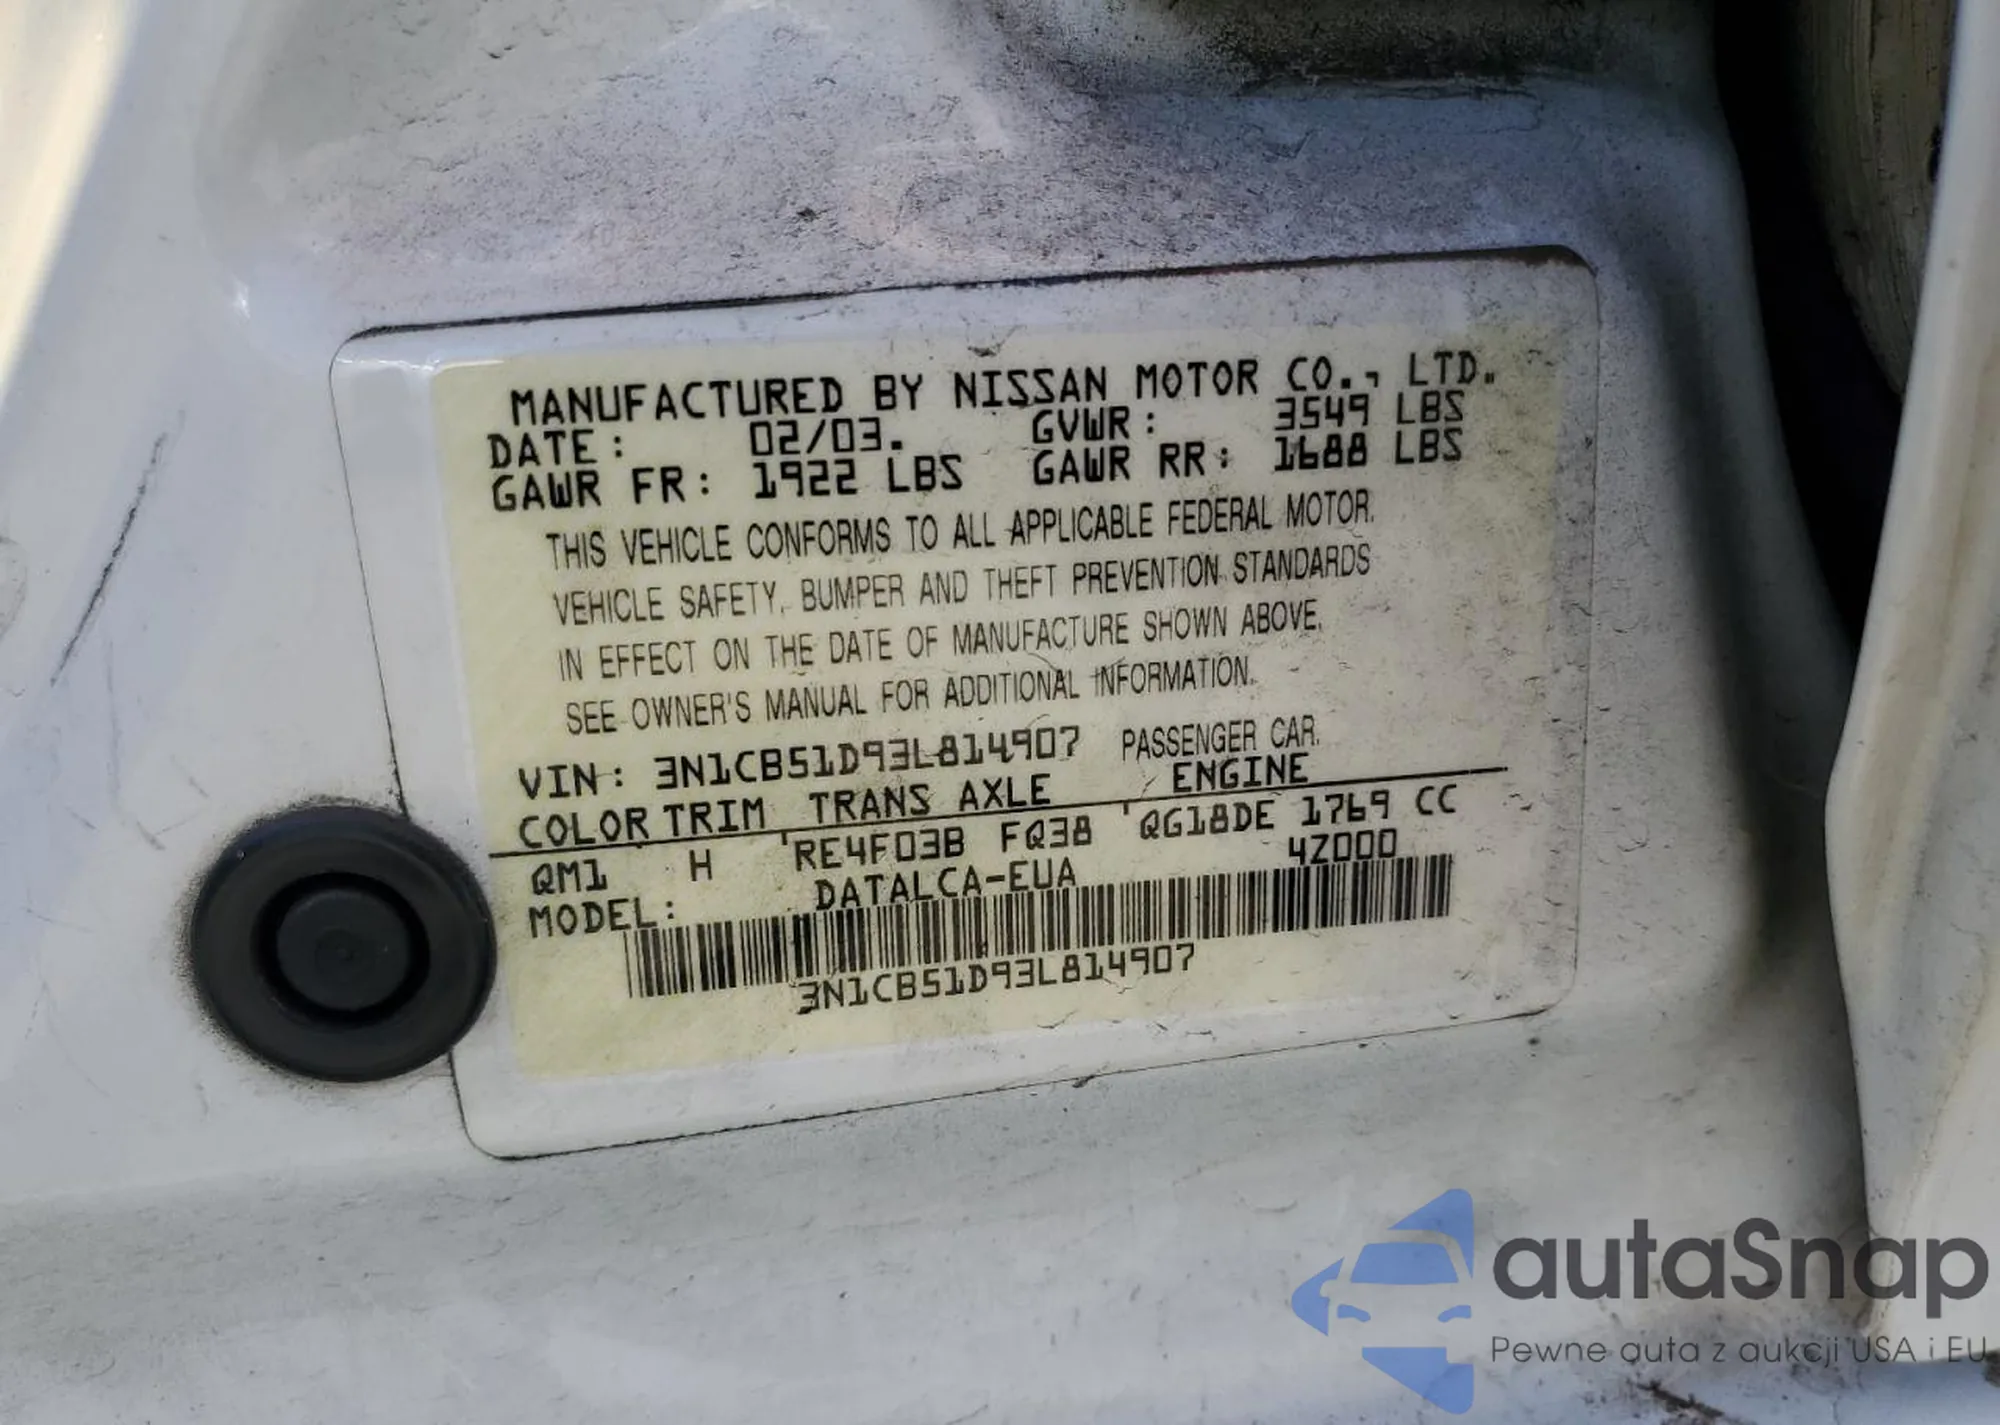 MANUFACTURED BY NISSAN MOTOR CO., LTD.
DATE: 02/03. GVWR: 3549 LBS
GAWR FR: 1922 LBS GAWR RR: 1688 LBS
THIS VEHICLE CONFORMS TO ALL APPLICABLE FEDERAL MOTOR
VEHICLE SAFETY, BUMPER AND THEFT PREVENTION STANDARDS
IN EFFECT ON THE DATE OF MANUFACTURE SHOWN ABOVE.
SEE OWNER'S MANUAL FOR ADDITIONAL INFORMATION.
VIN: 3N1CB51D93L814907 PASSENGER CAR.
COLOR TRIM TRANS AXLE ENGINE
QM1 H RE4F03B FQ38 QG18DE 1769 CC
MODEL: DATALCA-EUA 4Z000
3N1CB51D93L814907
autaSnap
Pewne auta z aukcji USA i EU